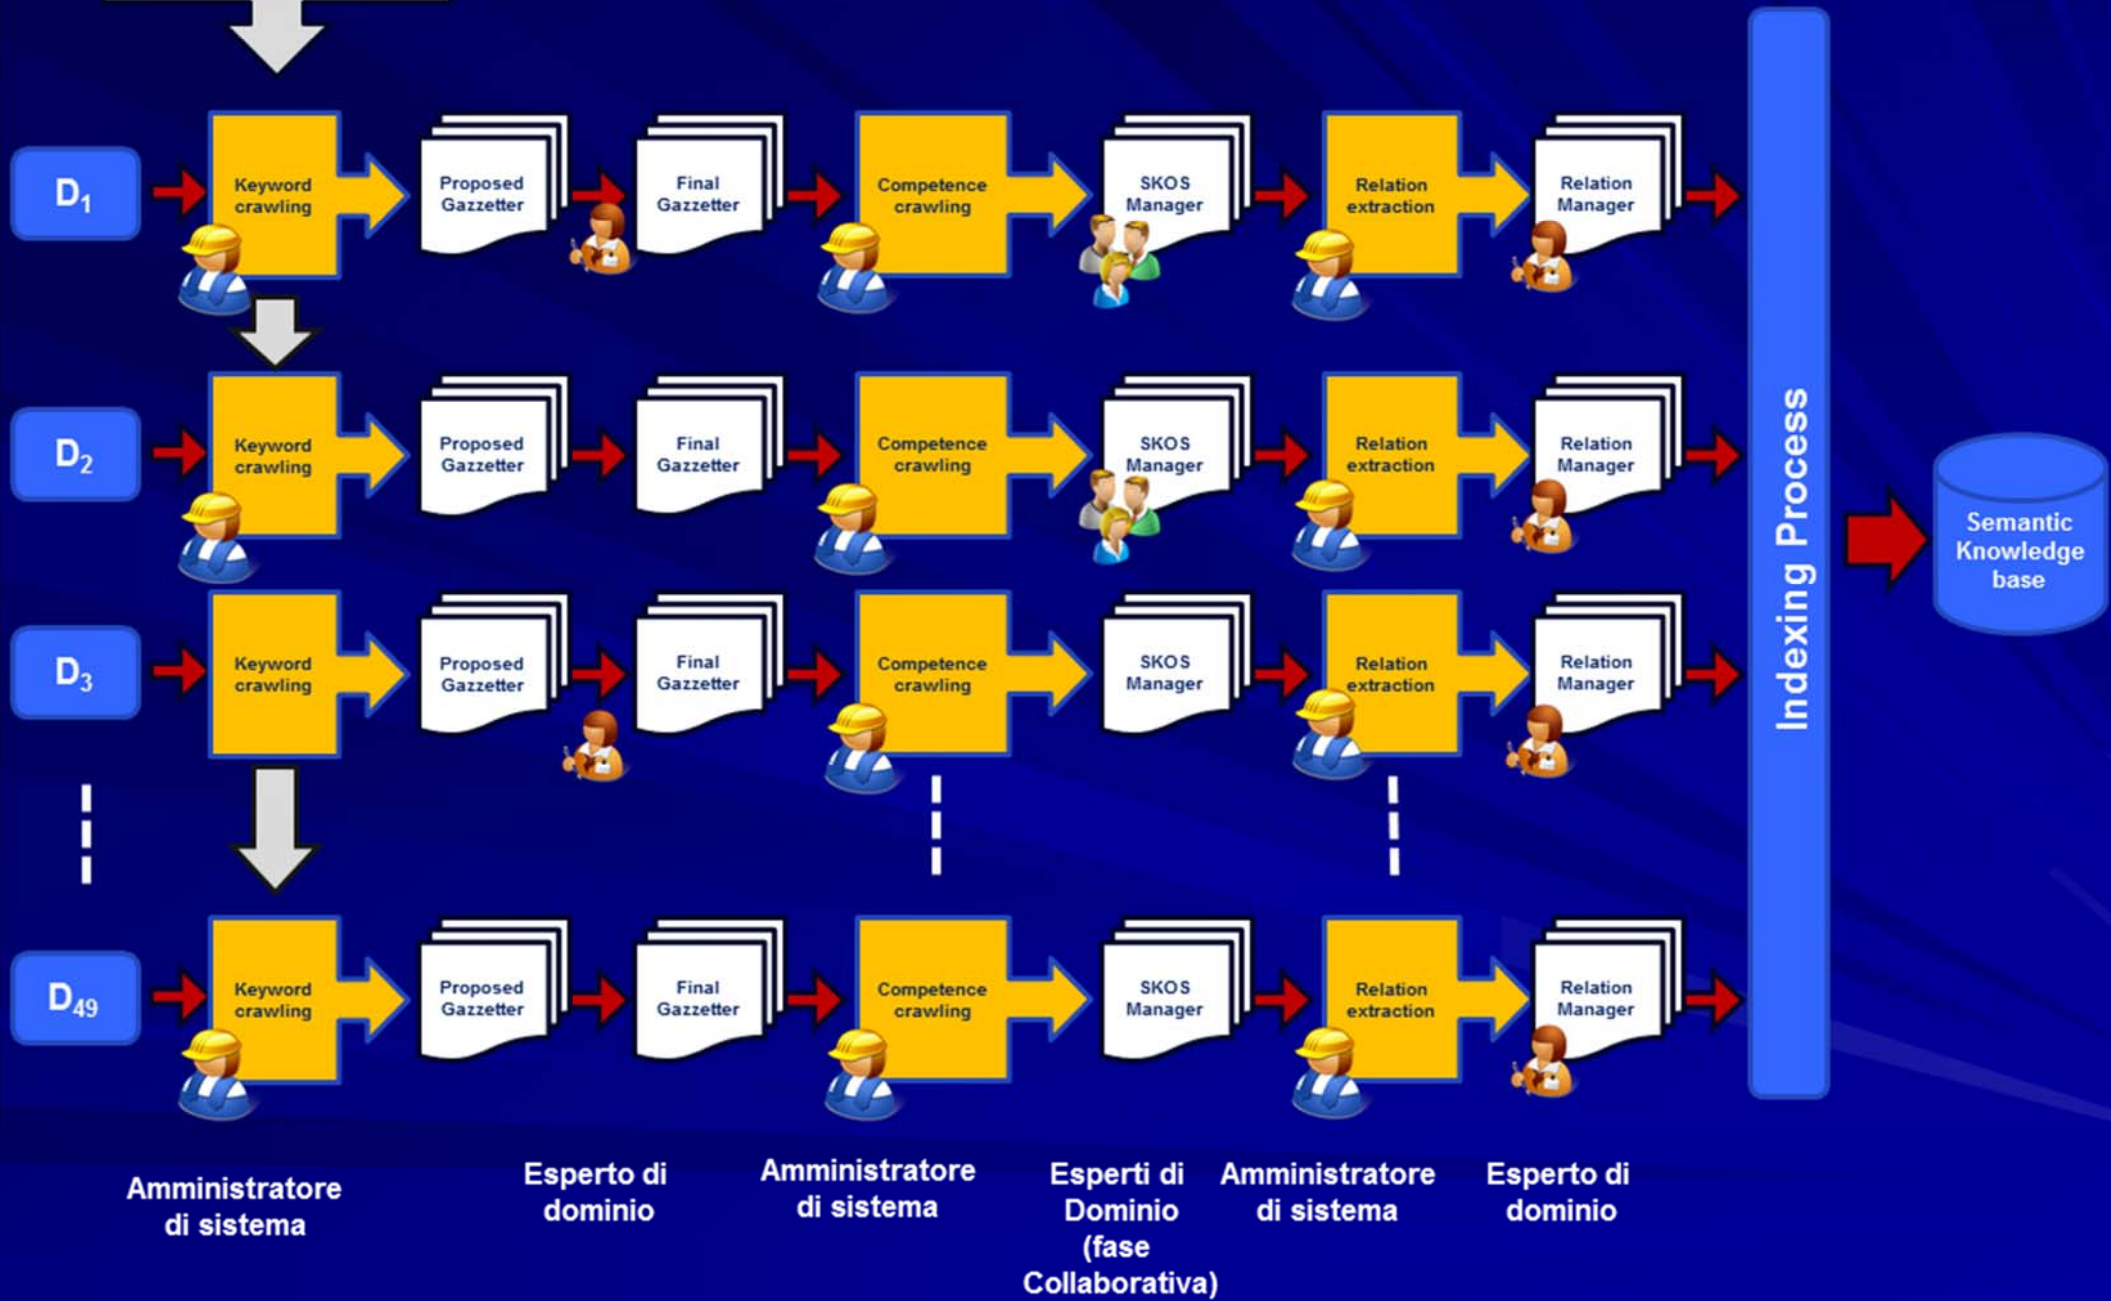 D1
Keyword
crawling
Proposed
Gazzetter
Final
Gazzetter
Competence
crawling
SKOS
Manager
Relation
extraction
Relation
Manager
D2
Keyword
crawling
Proposed
Gazzetter
Final
Gazzetter
Competence
crawling
SKOS
Manager
Relation
extraction
Relation
Manager
D3
Keyword
crawling
Proposed
Gazzetter
Final
Gazzetter
Competence
crawling
SKOS
Manager
Relation
extraction
Relation
Manager
D49
Keyword
crawling
Proposed
Gazzetter
Final
Gazzetter
Competence
crawling
SKOS
Manager
Relation
extraction
Relation
Manager
Indexing Process
Semantic
Knowledge
base
Amministratore
di sistema
Esperto di
dominio
Amministratore
di sistema
Esperti di
Dominio
(fase
Collaborativa)
Amministratore
di sistema
Esperto di
dominio